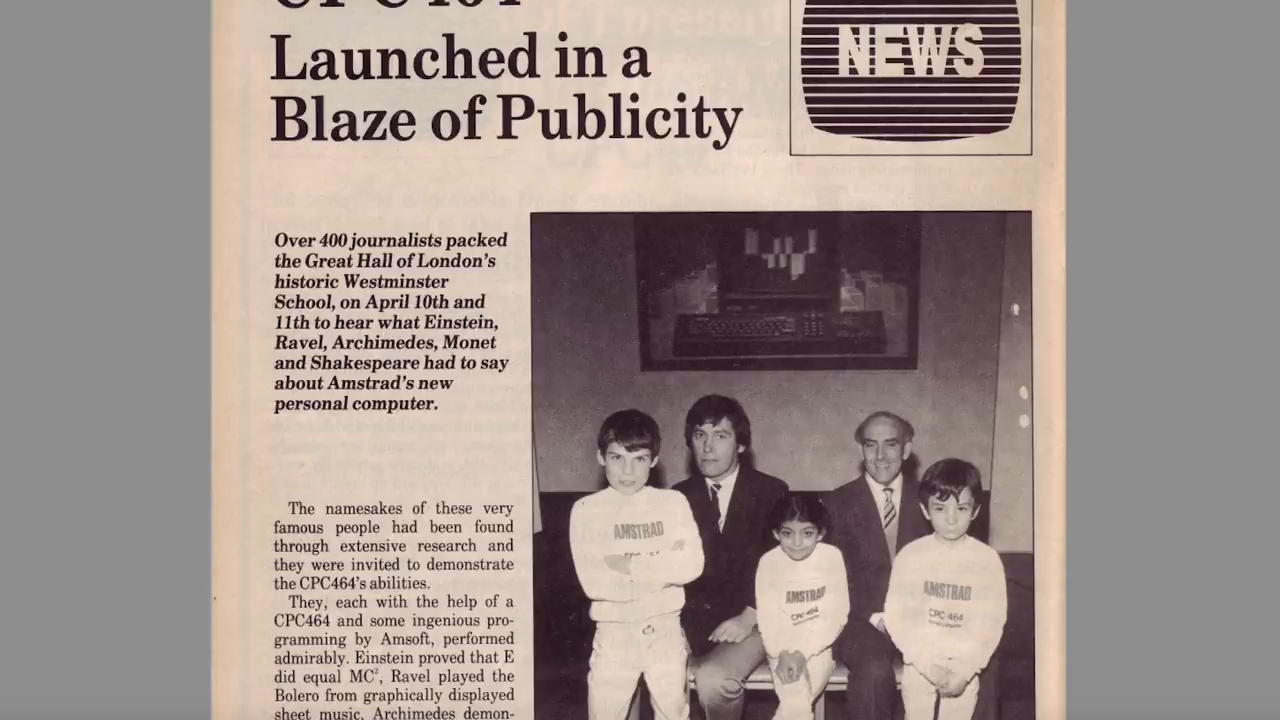 CPC464
Launched in a
Blaze of Publicity
NEWS
Over 400 journalists packed
the Great Hall of London's
historic Westminster
School, on April 10th and
11th to hear what Einstein,
Ravel, Archimedes, Monet
and Shakespeare had to say
about Amstrad's new
personal computer.
The namesakes of these very
famous people had been found
through extensive research and
they were invited to demonstrate
the CPC464's abilities.
They, each with the help of a
CPC464 and some ingenious pro-
gramming by Amsoft, performed
admirably. Einstein proved that E
did equal MC², Ravel played the
Bolero from graphically displayed
sheet music, Archimedes demon-
AMSTRAD
AMSTRAD
CPC 464
AMSTRAD
CPC 464